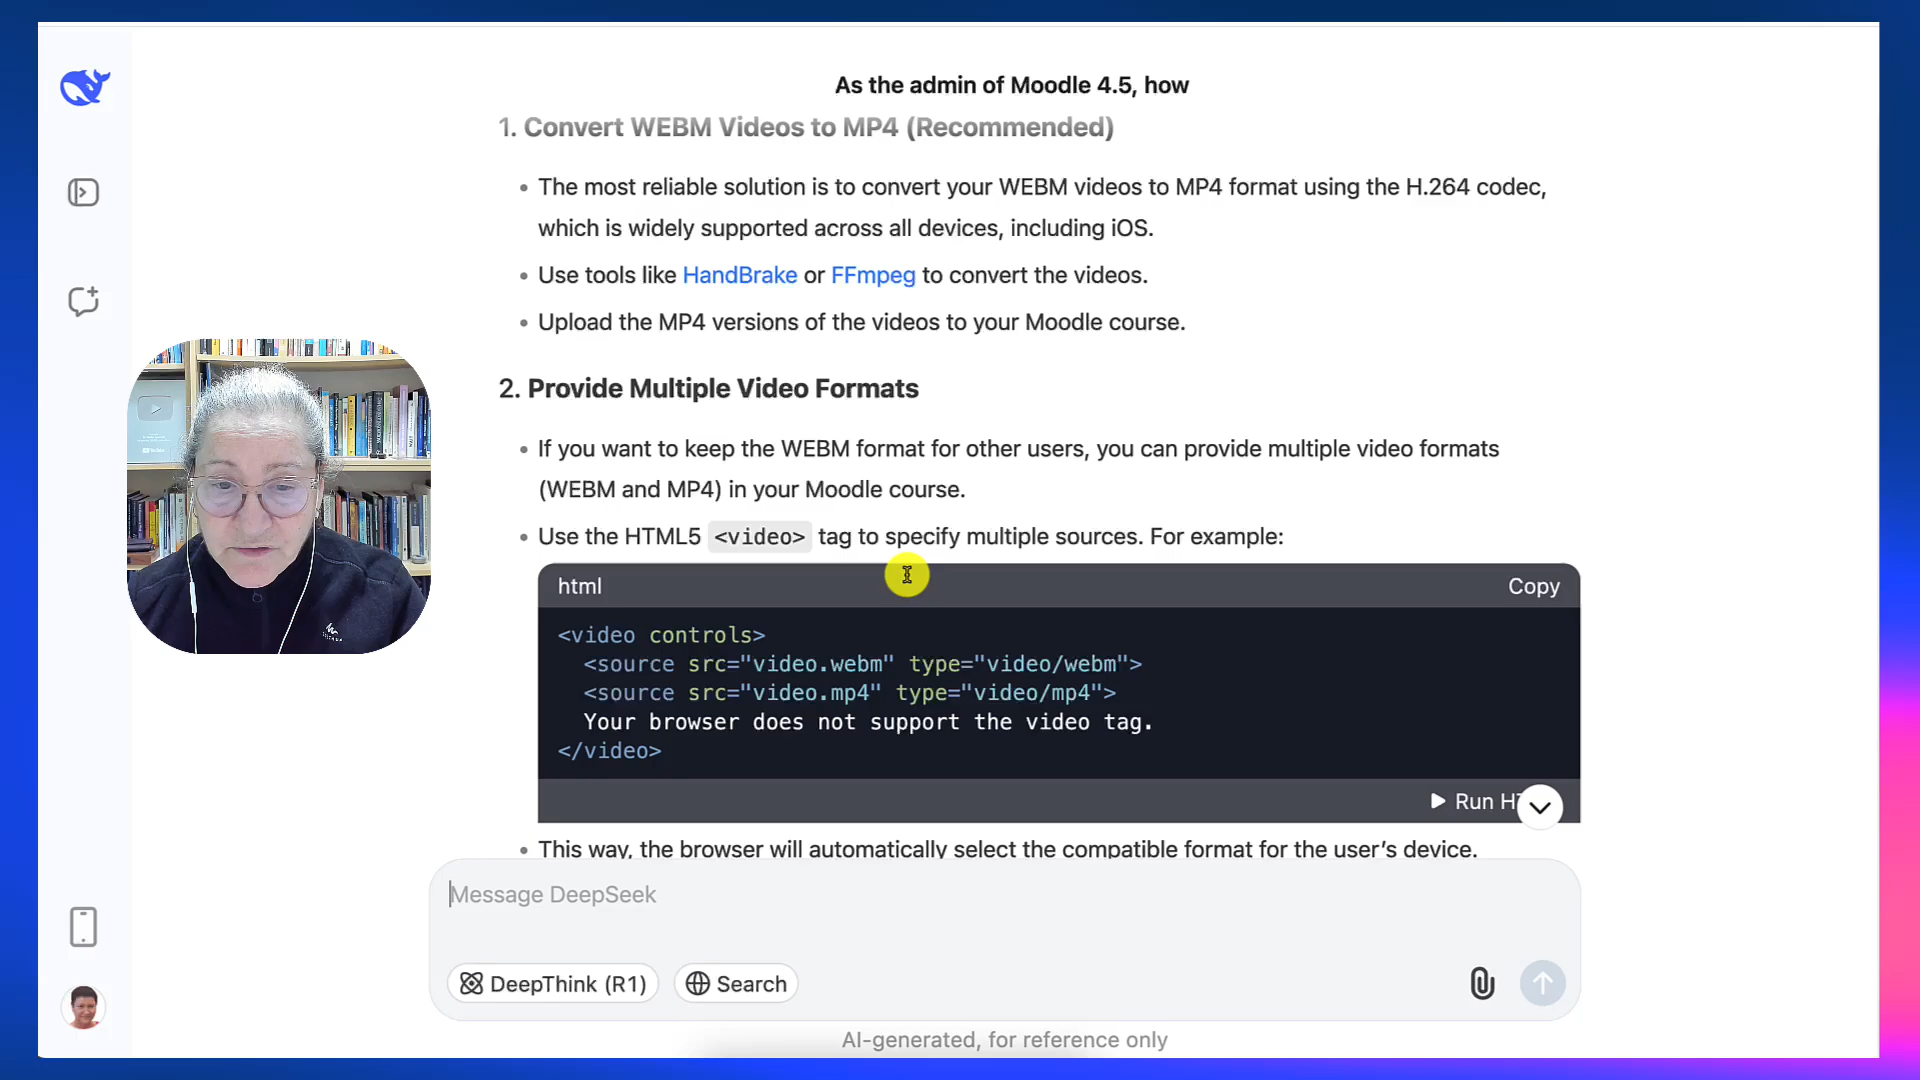 As the admin of Moodle 4.5, how
1. Convert WEBM Videos to MP4 (Recommended)
• The most reliable solution is to convert your WEBM videos to MP4 format using the H.264 codec,
which is widely supported across all devices, including iOS.
• Use tools like HandBrake or FFmpeg to convert the videos.
• Upload the MP4 versions of the videos to your Moodle course.
2. Provide Multiple Video Formats
• If you want to keep the WEBM format for other users, you can provide multiple video formats
(WEBM and MP4) in your Moodle course.
• Use the HTML5 <video> tag to specify multiple sources. For example:
html Copy
<video controls>
<source src="video.webm" type="video/webm">
<source src="video.mp4" type="video/mp4">
Your browser does not support the video tag.
</video>
Run
• This way, the browser will automatically select the compatible format for the user's device.
Message DeepSeek
DeepThink (R1) Search
AI-generated, for reference only